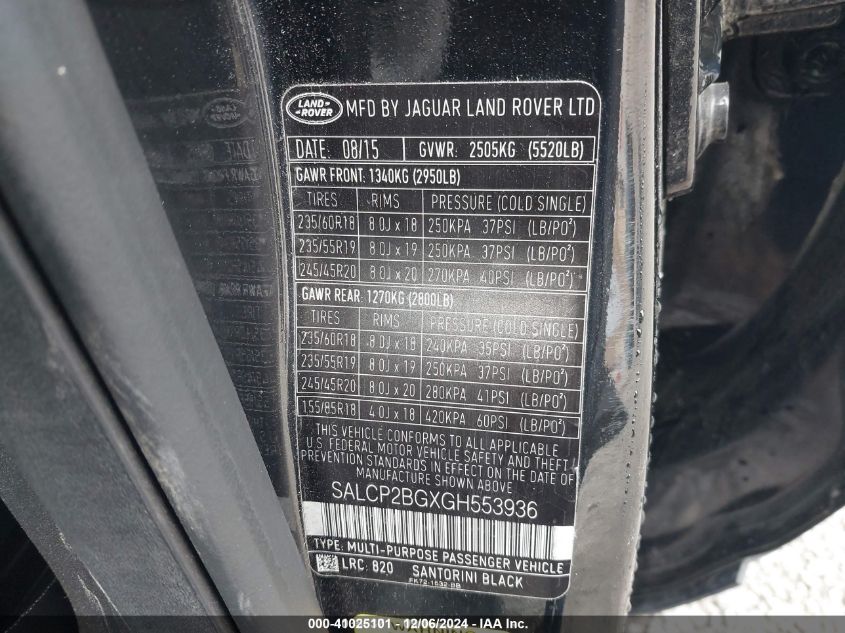 LAND ROVER MFD BY JAGUAR LAND ROVER LTD
DATE: 08/15 GVWR: 2505KG (5520LB)
GAWR FRONT: 1340KG (2950LB)
TIRES RIMS PRESSURE (COLD SINGLE)
235/60R18 8.0J x 18 250KPA 37PSI (LB/PO²)
235/55R19 8.0J x 19 250KPA 37PSI (LB/PO²)
245/45R20 8.0J x 20 270KPA 40PSI (LB/PO²)
GAWR REAR: 1270KG (2800LB)
TIRES RIMS PRESSURE (COLD SINGLE)
235/60R18 8.0J x 18 240KPA 35PSI (LB/PO²)
235/55R19 8.0J x 19 250KPA 37PSI (LB/PO²)
245/45R20 8.0J x 20 280KPA 41PSI (LB/PO²)
155/85R18 4.0J x 18 420KPA 60PSI (LB/PO²)
THIS VEHICLE CONFORMS TO ALL APPLICABLE
U.S. FEDERAL MOTOR VEHICLE SAFETY AND THEFT
PREVENTION STANDARDS IN EFFECT ON THE DATE
OF MANUFACTURE SHOWN ABOVE.
SALCP2BGXGH553936
TYPE: MULTI-PURPOSE PASSENGER VEHICLE
LRC: 820 SANTORINI BLACK
FK72-1532-BB
WARNING
000-41025101 - 12/06/2024 - © IAA Inc.